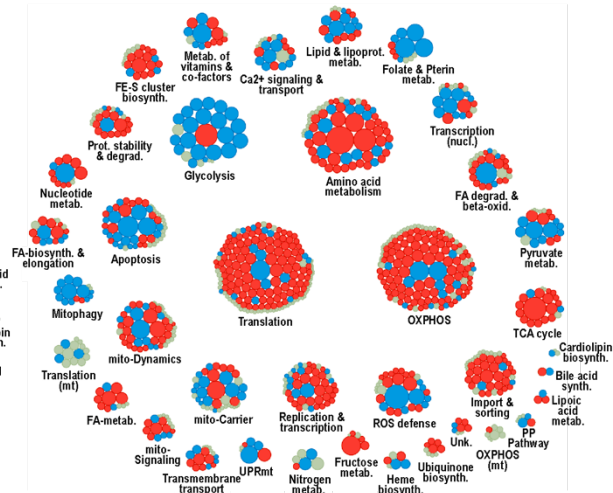 Lipid & lipoprot.
metab.
Metab. of
vitamins &
co-factors
Ca2+ signaling &
transport
Folate & Pterin
metab.
FE-S cluster
biosynth.
Transcription
(nucl.)
Prot. stability
& degrad.
Glycolysis
Amino acid
metabolism
FA degrad. &
beta-oxid.
Nucleotide
metab.
FA-biosynth. &
elongation
Apoptosis
Pyruvate
metab.
id
Mitophagy
Translation
OXPHOS
TCA cycle
Cardiolipin
biosynth.
Translation
(mt)
mito-Dynamics
Bile acid
synth.
Import &
sorting
Lipoic
acid
metab.
FA-metab.
mito-Carrier
Replication &
transcription
ROS defense
PP
Pathway
Unk.
OXPHOS
(mt)
mito-
Signaling
Transmembrane
transport
UPRmt
Nitrogen
metab.
Fructose
metab.
Heme
biosynth.
Ubiquinone
biosynth.